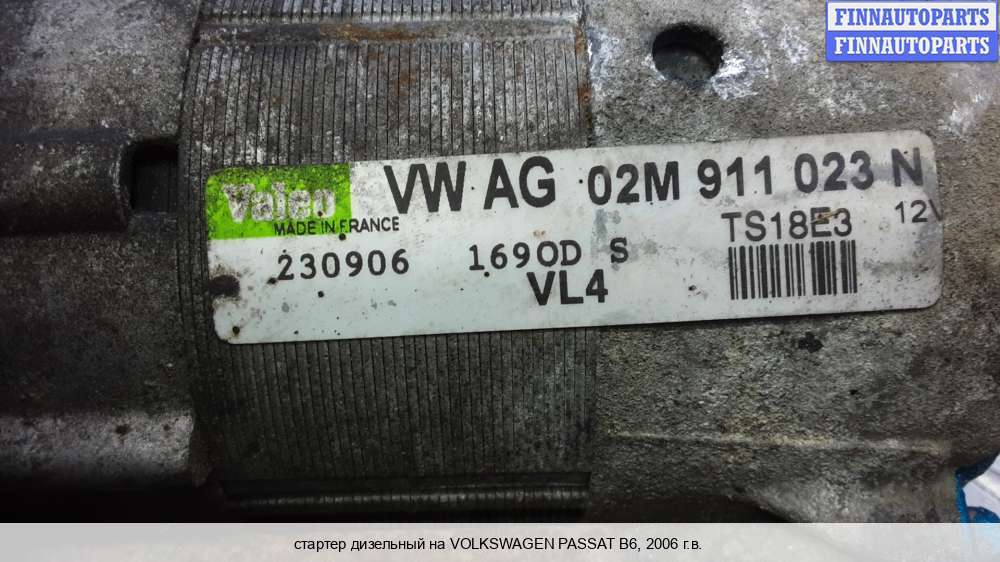 FINNAUTOPARTS
FINNAUTOPARTS
Valeo VW AG 02M 911 023 N
MADE IN FRANCE TS18E3 12V
230906 169OD S
VL4
стартер дизельный на VOLKSWAGEN PASSAT B6, 2006 г.в.